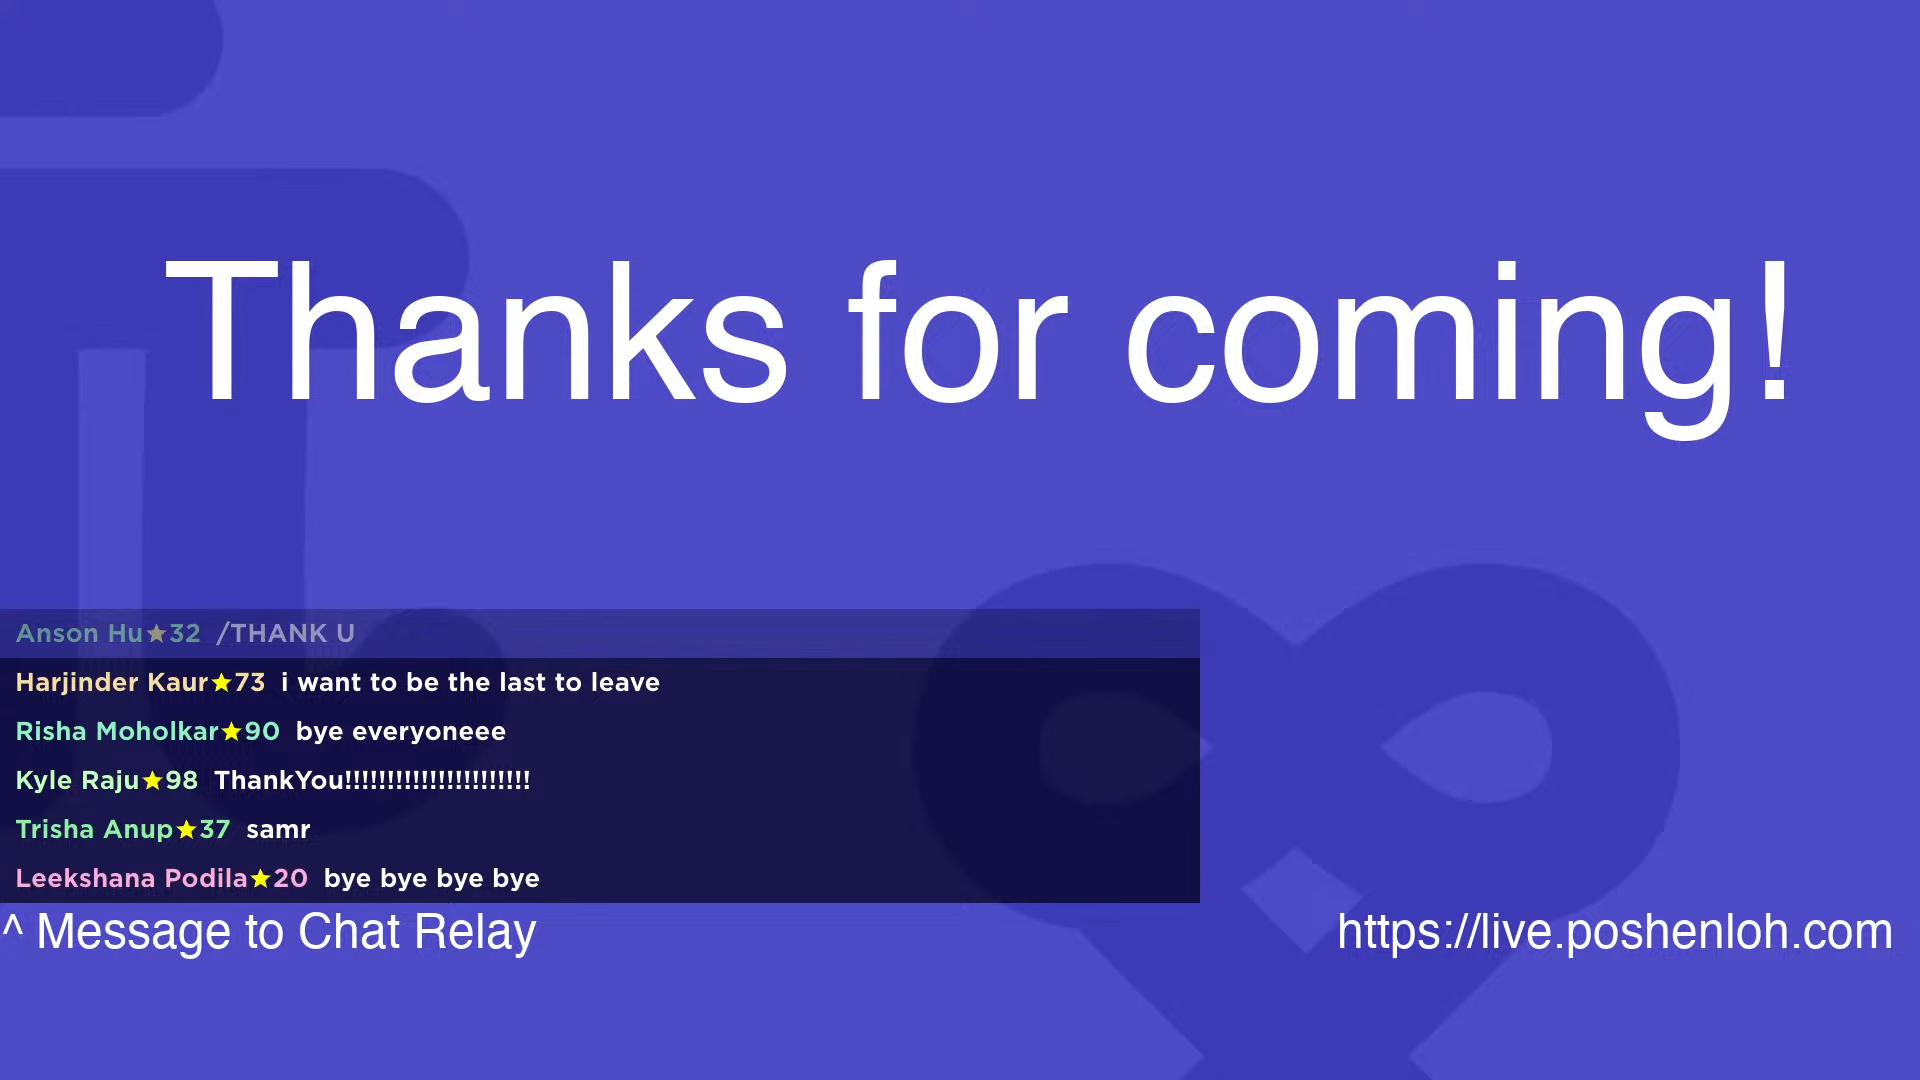 Thanks for coming!
Anson Hu★32 /THANK U
Harjinder Kaur★73 i want to be the last to leave
Risha Moholkar★90 bye everyoneee
Kyle Raju★98 ThankYou!!!!!!!!!!!!!!!!!!!!!!
Trisha Anup★37 samr
Leekshana Podila★20 bye bye bye bye
^ Message to Chat Relay
https://live.poshenloh.com